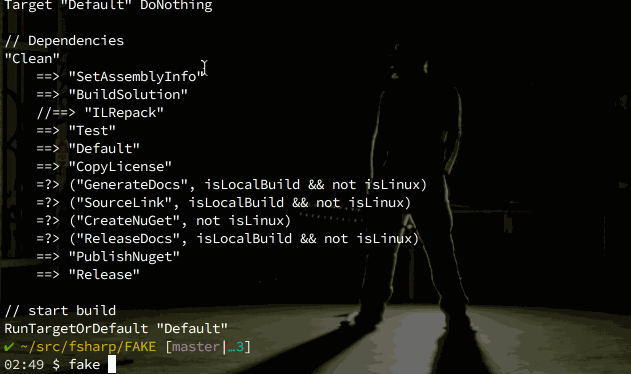 Target "Default" DoNothing
// Dependencies
"Clean"
==> "SetAssemblyInfo"
==> "BuildSolution"
//==> "ILRepack"
==> "Test"
==> "Default"
==> "CopyLicense"
=?> ("GenerateDocs", isLocalBuild && not isLinux)
=?> ("SourceLink", isLocalBuild && not isLinux)
=?> ("CreateNuGet", not isLinux)
=?> ("ReleaseDocs", isLocalBuild && not isLinux)
==> "PublishNuget"
==> "Release"
// start build
RunTargetOrDefault "Default"
✔ ~/src/fsharp/FAKE [master|…3]
02:49 $ fake